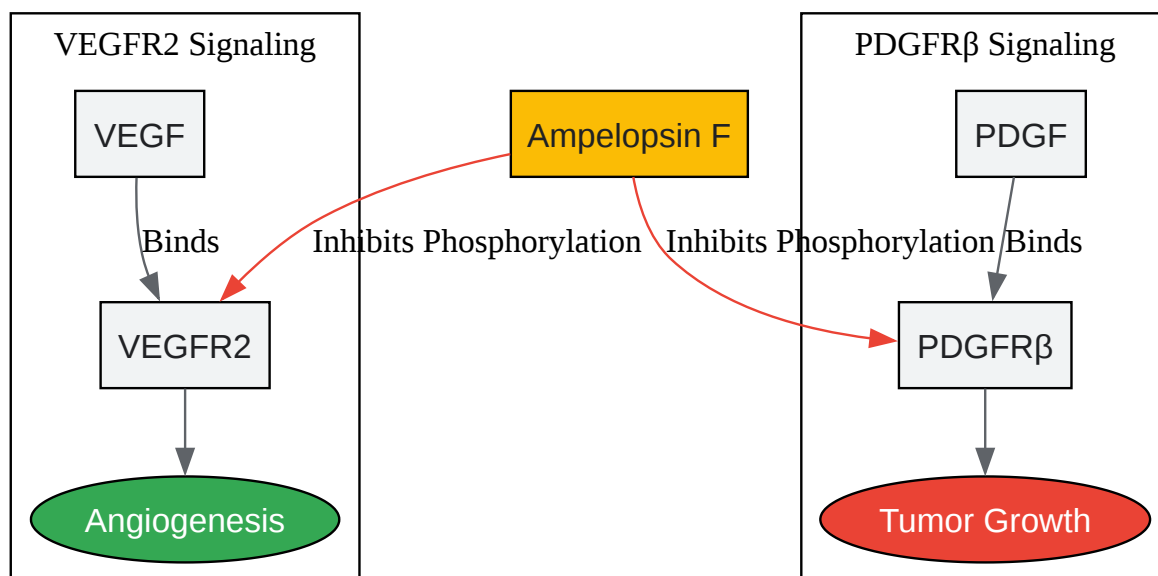 VEGFR2 Signaling
PDGFRβ Signaling
VEGF
Ampelopsin F
PDGF
Binds
Inhibits Phosphorylation
Inhibits Phosphorylation
Binds
VEGFR2
PDGFRβ
Angiogenesis
Tumor Growth